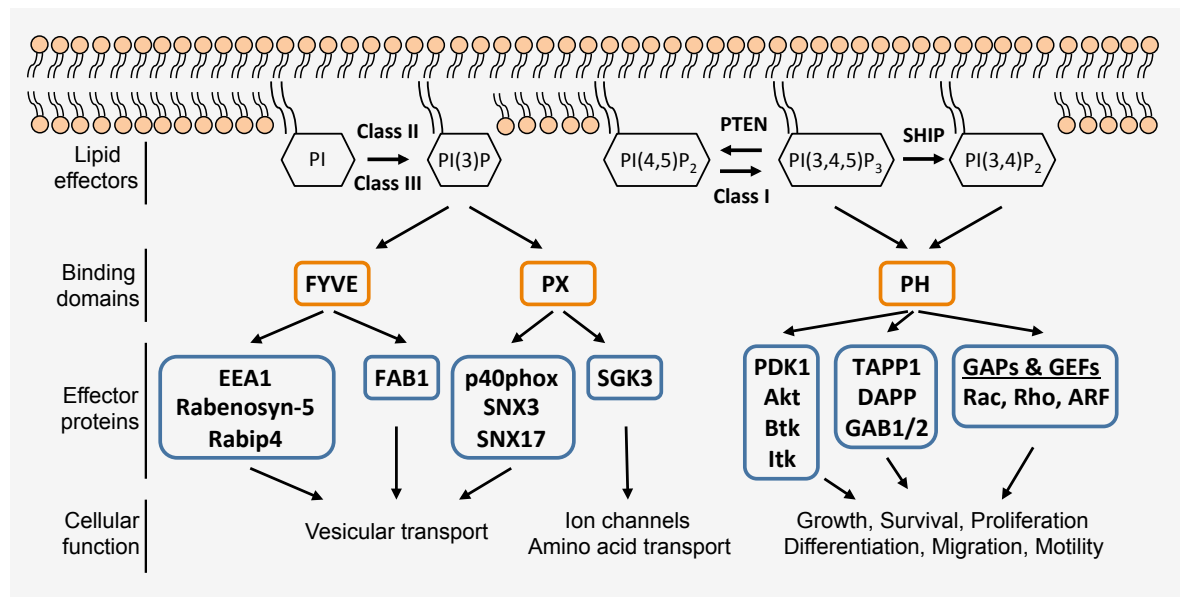 Lipid
effectors
PI
Class II
Class III
PI(3)P
PI(4,5)P₂
PTEN
Class I
PI(3,4,5)P₃
SHIP
PI(3,4)P₂
Binding
domains
FYVE
PX
PH
Effector
proteins
EEA1
Rabenosyn-5
Rabip4
FAB1
p40phox
SNX3
SNX17
SGK3
PDK1
Akt
Btk
Itk
TAPP1
DAPP
GAB1/2
GAPs & GEFs
Rac, Rho, ARF
Cellular
function
Vesicular transport
Ion channels
Amino acid transport
Growth, Survival, Proliferation
Differentiation, Migration, Motility